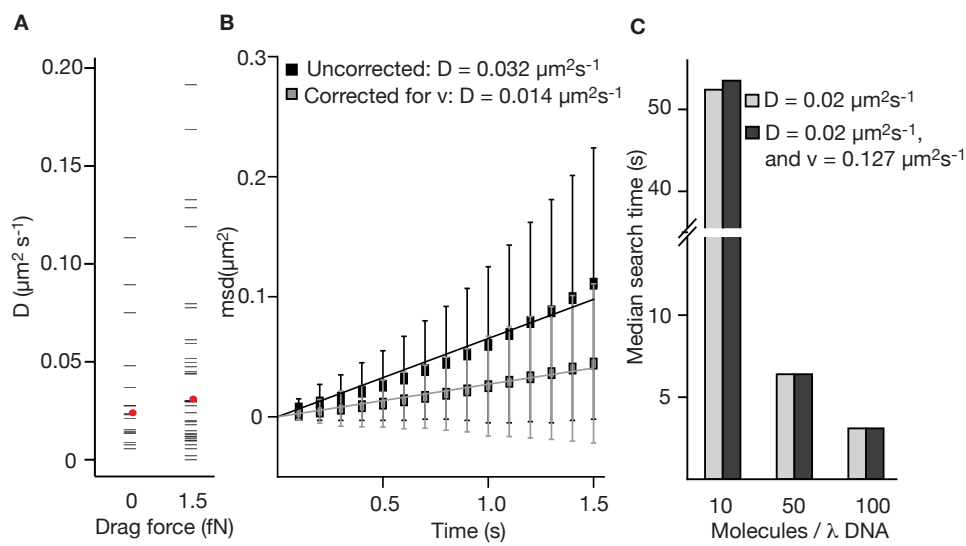 A
0.20
0.15
0.10
0.05
0
D (μm² s⁻¹)
0 1.5
Drag force (fN)
B
0.3
0.2
0.1
0
msd(μm²)
Uncorrected: D = 0.032 μm²s⁻¹
Corrected for v: D = 0.014 μm²s⁻¹
0.5 1.0 1.5
Time (s)
C
50
40
10
5
Median search time (s)
D = 0.02 μm²s⁻¹
D = 0.02 μm²s⁻¹,
and v = 0.127 μm²s⁻¹
10 50 100
Molecules / λ DNA